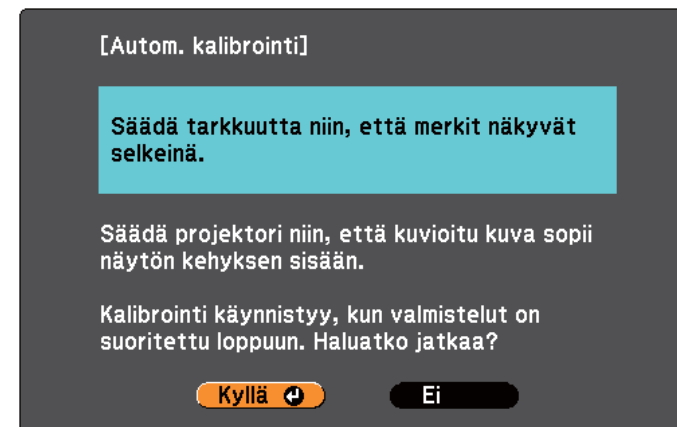 [Autom. kalibrointi]
Säädä tarkkuutta niin, että merkit näkyvät
selkeinä.
Säädä projektori niin, että kuvioitu kuva sopii
näytön kehyksen sisään.
Kalibrointi käynnistyy, kun valmistelut on
suoritettu loppuun. Haluatko jatkaa?
Kyllä Ei